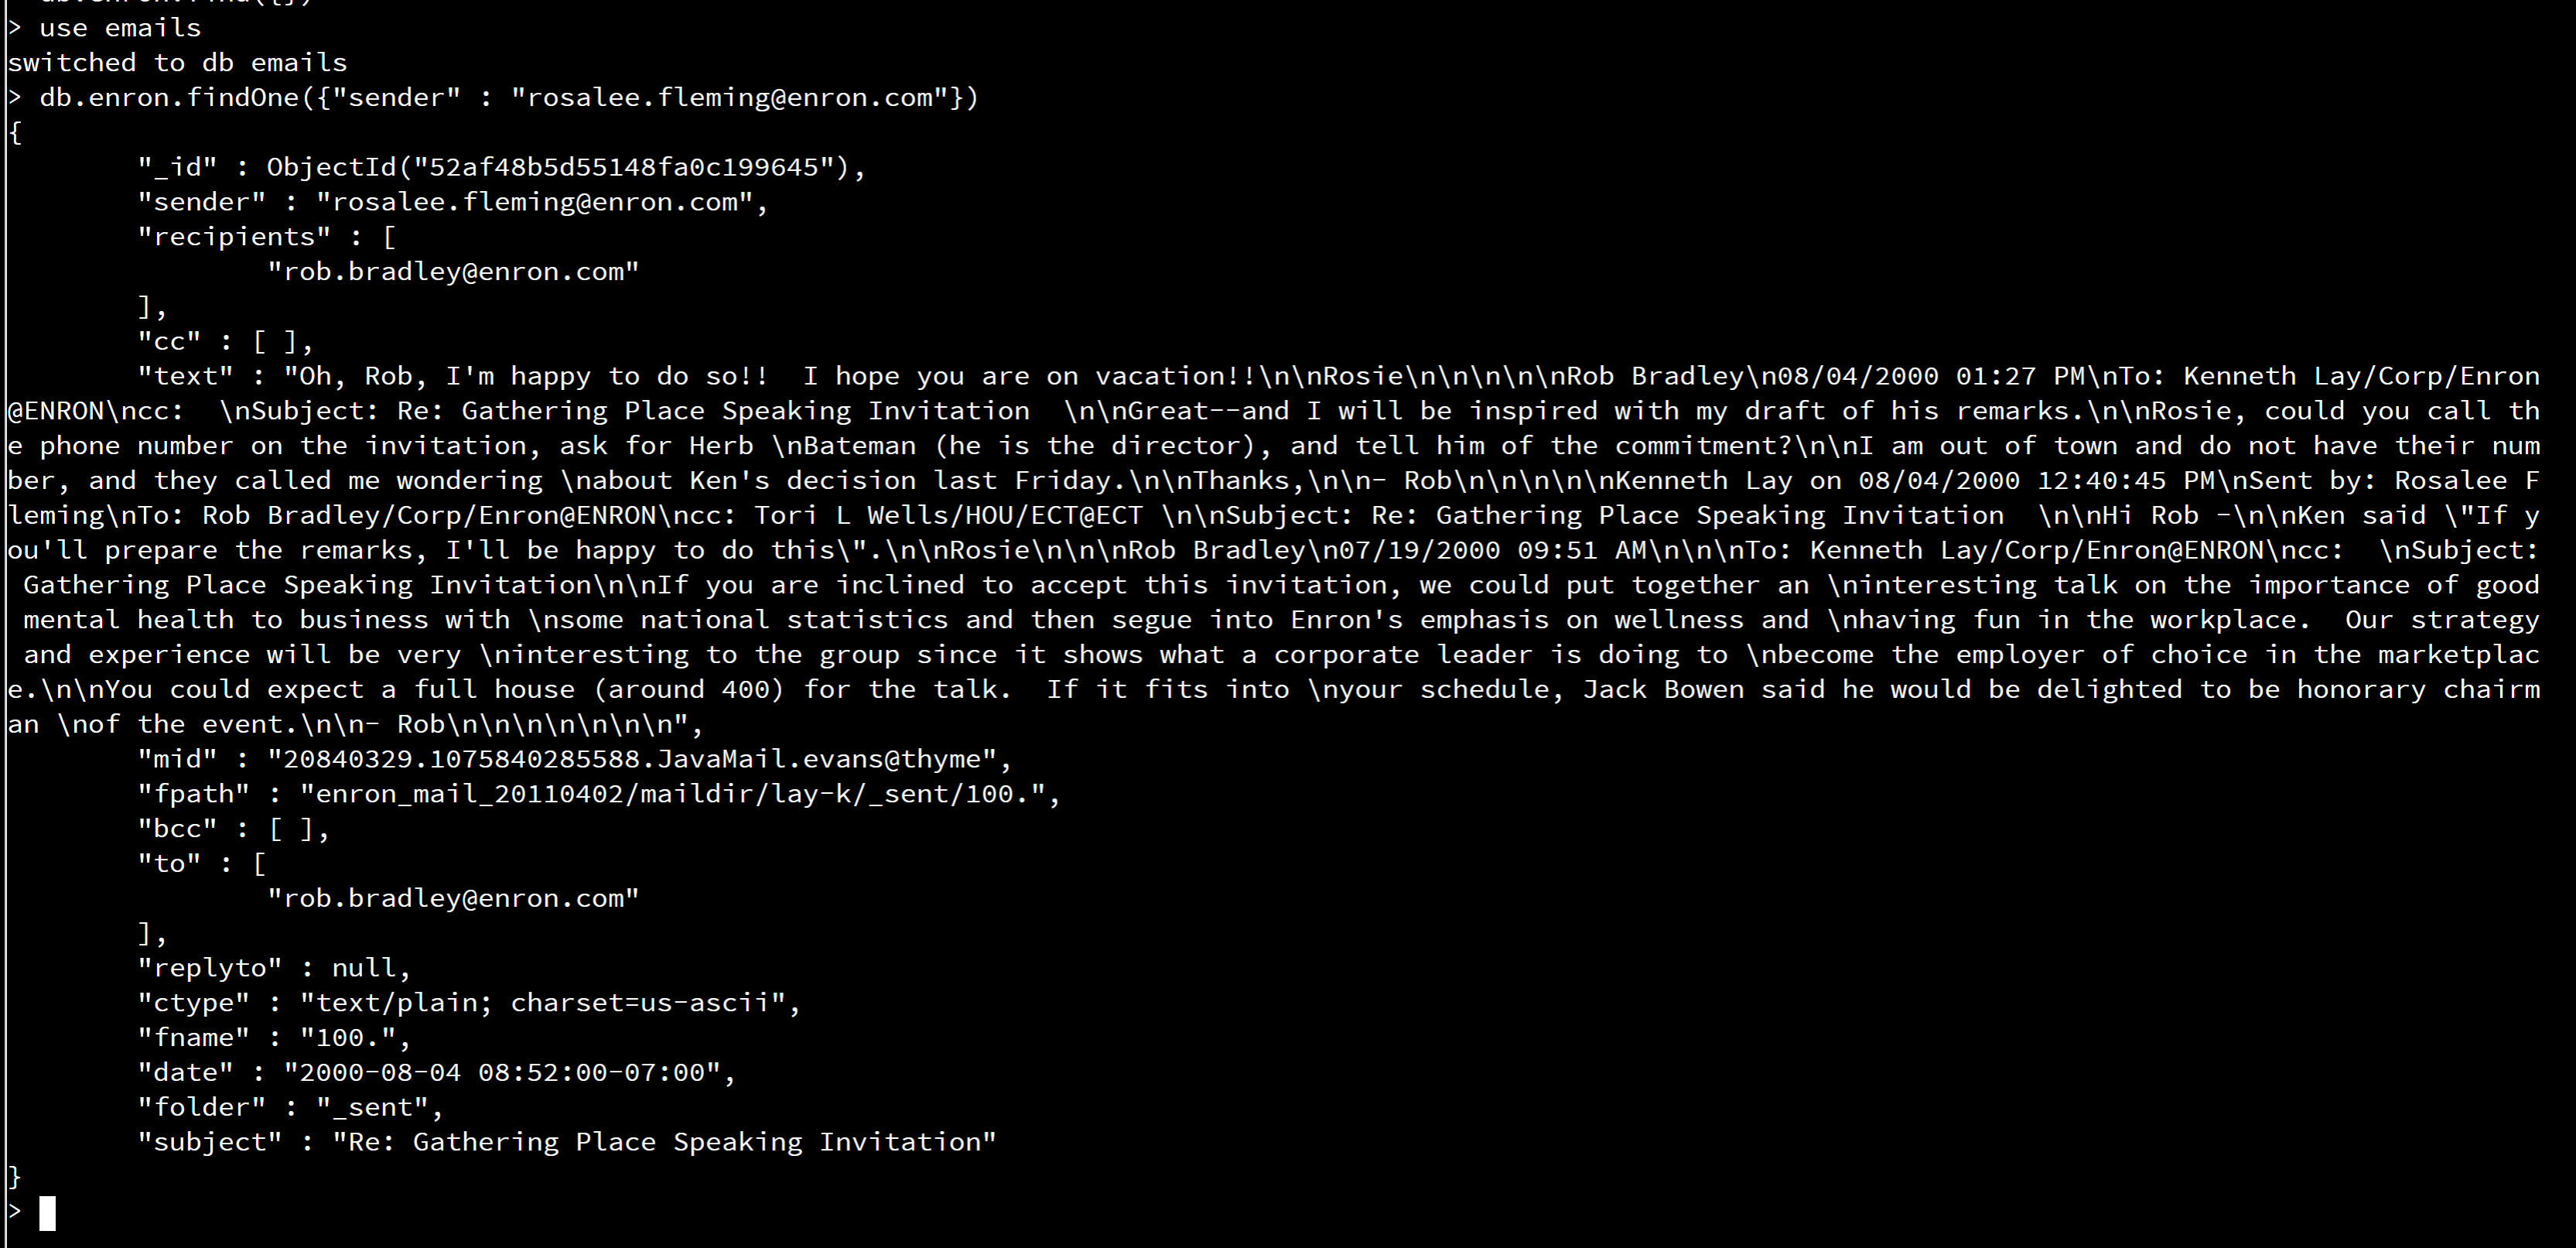 > use emails
switched to db emails
> db.enron.findOne({"sender" : "rosalee.fleming@enron.com"})
{
"_id" : ObjectId("52af48b5d55148fa0c199645"),
"sender" : "rosalee.fleming@enron.com",
"recipients" : [
"rob.bradley@enron.com"
],
"cc" : [ ],
"text" : "Oh, Rob, I'm happy to do so!!  I hope you are on vacation!!\n\nRosie\n\n\n\n\nRob Bradley\n08/04/2000 01:27 PM\nTo: Kenneth Lay/Corp/Enron
@ENRON\ncc:  \nSubject: Re: Gathering Place Speaking Invitation  \n\nGreat--and I will be inspired with my draft of his remarks.\n\nRosie, could you call th
e phone number on the invitation, ask for Herb \nBateman (he is the director), and tell him of the commitment?\n\nI am out of town and do not have their num
ber, and they called me wondering \nabout Ken's decision last Friday.\n\nThanks,\n\n- Rob\n\n\n\n\nKenneth Lay on 08/04/2000 12:40:45 PM\nSent by: Rosalee F
leming\nTo: Rob Bradley/Corp/Enron@ENRON\ncc: Tori L Wells/HOU/ECT@ECT \n\nSubject: Re: Gathering Place Speaking Invitation  \n\nHi Rob -\n\nKen said \"If y
ou'll prepare the remarks, I'll be happy to do this\".\n\nRosie\n\n\nRob Bradley\n07/19/2000 09:51 AM\n\n\nTo: Kenneth Lay/Corp/Enron@ENRON\ncc:  \nSubject:
 Gathering Place Speaking Invitation\n\nIf you are inclined to accept this invitation, we could put together an \ninteresting talk on the importance of good
 mental health to business with \nsome national statistics and then segue into Enron's emphasis on wellness and \nhaving fun in the workplace.  Our strategy
 and experience will be very \ninteresting to the group since it shows what a corporate leader is doing to \nbecome the employer of choice in the marketplac
e.\n\nYou could expect a full house (around 400) for the talk.  If it fits into \nyour schedule, Jack Bowen said he would be delighted to be honorary chairm
an \nof the event.\n\n- Rob\n\n\n\n\n\n\n",
"mid" : "20840329.1075840285588.JavaMail.evans@thyme",
"fpath" : "enron_mail_20110402/maildir/lay-k/_sent/100.",
"bcc" : [ ],
"to" : [
"rob.bradley@enron.com"
],
"replyto" : null,
"ctype" : "text/plain; charset=us-ascii",
"fname" : "100.",
"date" : "2000-08-04 08:52:00-07:00",
"folder" : "_sent",
"subject" : "Re: Gathering Place Speaking Invitation"
}
>